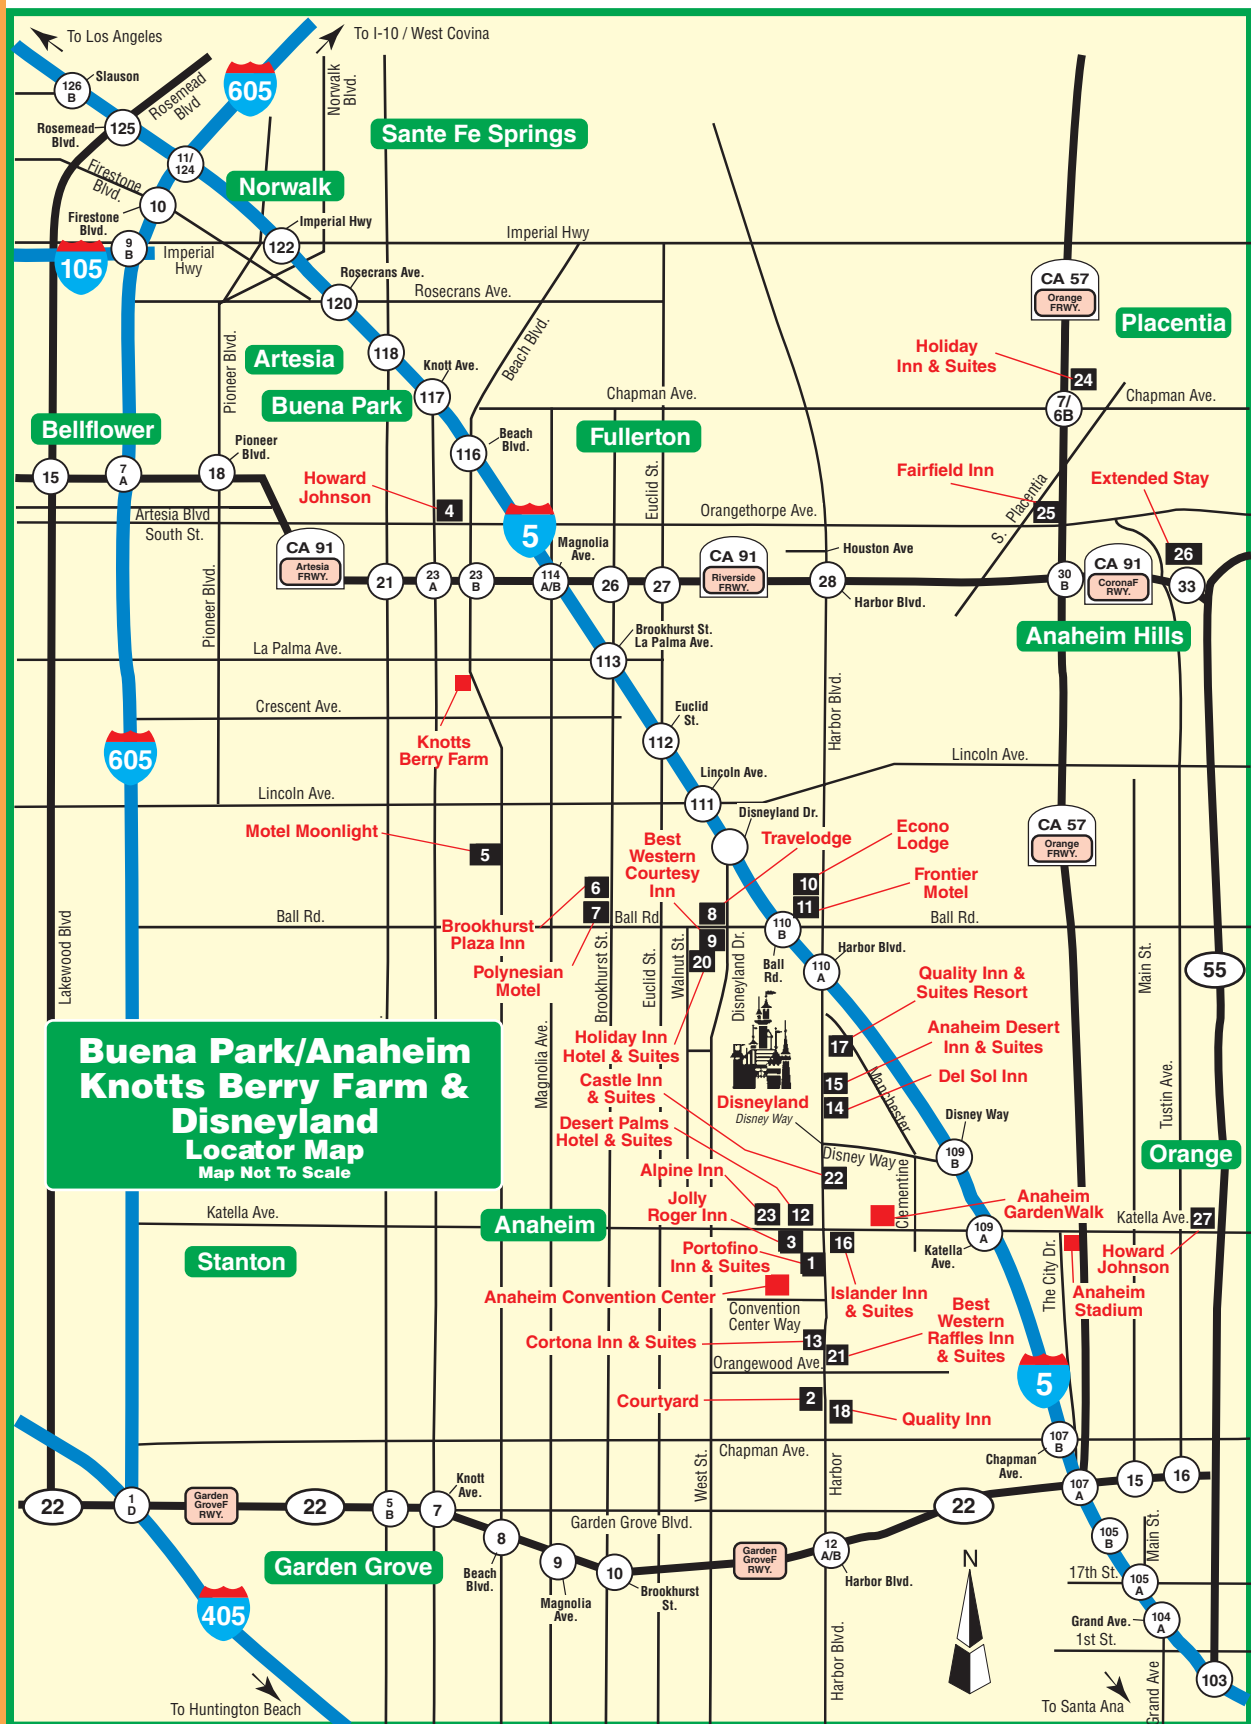 To Los Angeles
To I-10 / West Covina
126
B
Slauson
Rosemead
Blvd
605
Norwalk
Blvd.
Rosemead
Blvd.
125
Sante Fe Springs
11/
124
Firestone
Blvd.
Norwalk
10
Firestone
Blvd.
Imperial Hwy
9
B
122
Imperial Hwy
105
Imperial
Hwy
Rosecrans Ave.
120
Rosecrans Ave.
CA 57
Orange
FRWY.
Placentia
Pioneer Blvd.
Artesia
118
Beach Blvd.
Knott Ave.
117
Holiday
Inn & Suites
24
Buena Park
Chapman Ave.
7/
6B
Chapman Ave.
Bellflower
Pioneer
Blvd.
116
Beach
Blvd.
Fullerton
15
7
A
18
Howard
Johnson
4
Euclid St.
Fairfield Inn
Extended Stay
S. Placentia
25
Artesia Blvd
South St.
5
Orangethorpe Ave.
CA 91
Artesia
FRWY.
Magnolia
Ave.
CA 91
Riverside
FRWY.
Houston Ave
26
CA 91
CoronaF
RWY.
21
23
A
23
B
114
A/B
26
27
28
Harbor Blvd.
30
B
33
Pioneer Blvd.
Brookhurst St.
La Palma Ave.
Anaheim Hills
La Palma Ave.
113
Crescent Ave.
Euclid
St.
Harbor Blvd.
Knotts
Berry Farm
112
605
Lincoln Ave.
Lincoln Ave.
Lincoln Ave.
111
Disneyland Dr.
CA 57
Orange
FRWY.
Motel Moonlight
5
Best
Western
Courtesy
Inn
Travelodge
Econo
Lodge
6
10
Frontier
Motel
7
8
11
Ball Rd.
Ball Rd
Ball Rd.
Brookhurst
Plaza Inn
9
110
B
Harbor Blvd.
Lakewood Blvd
Polynesian
Motel
Brookhurst St.
Euclid St.
Walnut St.
20
Disneyland Dr.
Ball
Rd.
110
A
Main St.
55
Quality Inn &
Suites Resort
Buena Park/Anaheim
Knotts Berry Farm &
Disneyland
Locator Map
Map Not To Scale
Magnolia Ave.
Holiday Inn
Hotel & Suites
17
Anaheim Desert
Inn & Suites
Castle Inn
& Suites
15
Manchester
Del Sol Inn
Disneyland
Disney Way
14
Tustin Ave.
Desert Palms
Hotel & Suites
Disney Way
Disney Way
109
B
Orange
Alpine Inn
22
Clementine
Jolly
Roger Inn
23
12
Anaheim
GardenWalk
Katella Ave.
Anaheim
109
A
Katella Ave.
27
Stanton
3
16
Katella
Ave.
The City Dr.
Howard
Johnson
Portofino
Inn & Suites
1
Anaheim Convention Center
Islander Inn
& Suites
Anaheim
Stadium
Convention
Center Way
Best
Western
Raffles Inn
& Suites
Cortona Inn & Suites
13
21
Orangewood Ave.
5
Courtyard
2
18
Quality Inn
Chapman Ave.
107
B
Chapman
Ave.
West St.
Harbor
22
1
D
Garden
GroveF
RWY.
22
5
B
7
Knott
Ave.
22
107
A
15
16
Garden Grove Blvd.
8
Beach
Blvd.
9
Magnolia
Ave.
10
Brookhurst
St.
Garden
GroveF
RWY.
12
A/B
Harbor Blvd.
105
B
Main St.
Garden Grove
N
17th St.
105
A
405
Grand Ave.
104
A
1st St.
Harbor Blvd.
103
Grand Ave
To Huntington Beach
To Santa Ana